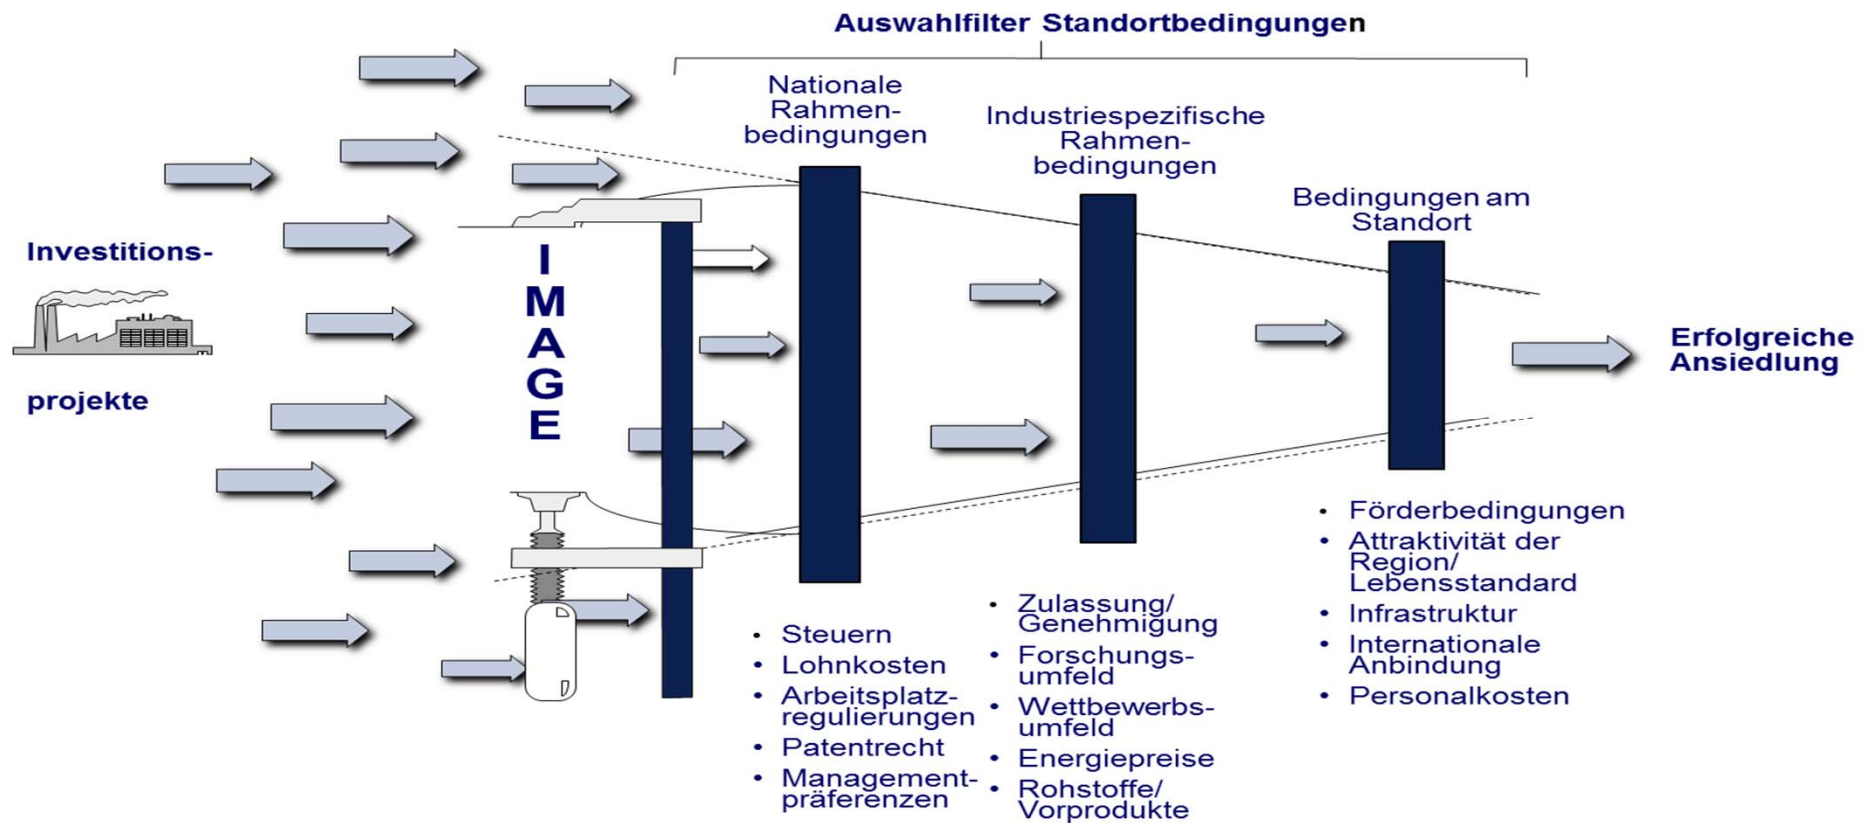 Auswahlfilter Standortbedingungen
Nationale
Rahmen-
bedingungen
Industriespezifische
Rahmen-
bedingungen
Bedingungen am
Standort
Investitions-
projekte
I
M
A
G
E
Erfolgreiche
Ansiedlung
• Steuern
• Lohnkosten
• Arbeitsplatz-
regulierungen
• Patentrecht
• Management-
präferenzen
• Zulassung/
Genehmigung
• Forschungs-
umfeld
• Wettbewerbs-
umfeld
• Energiepreise
• Rohstoffe/
Vorprodukte
• Förderbedingungen
• Attraktivität der
Region/
Lebensstandard
• Infrastruktur
• Internationale
Anbindung
• Personalkosten